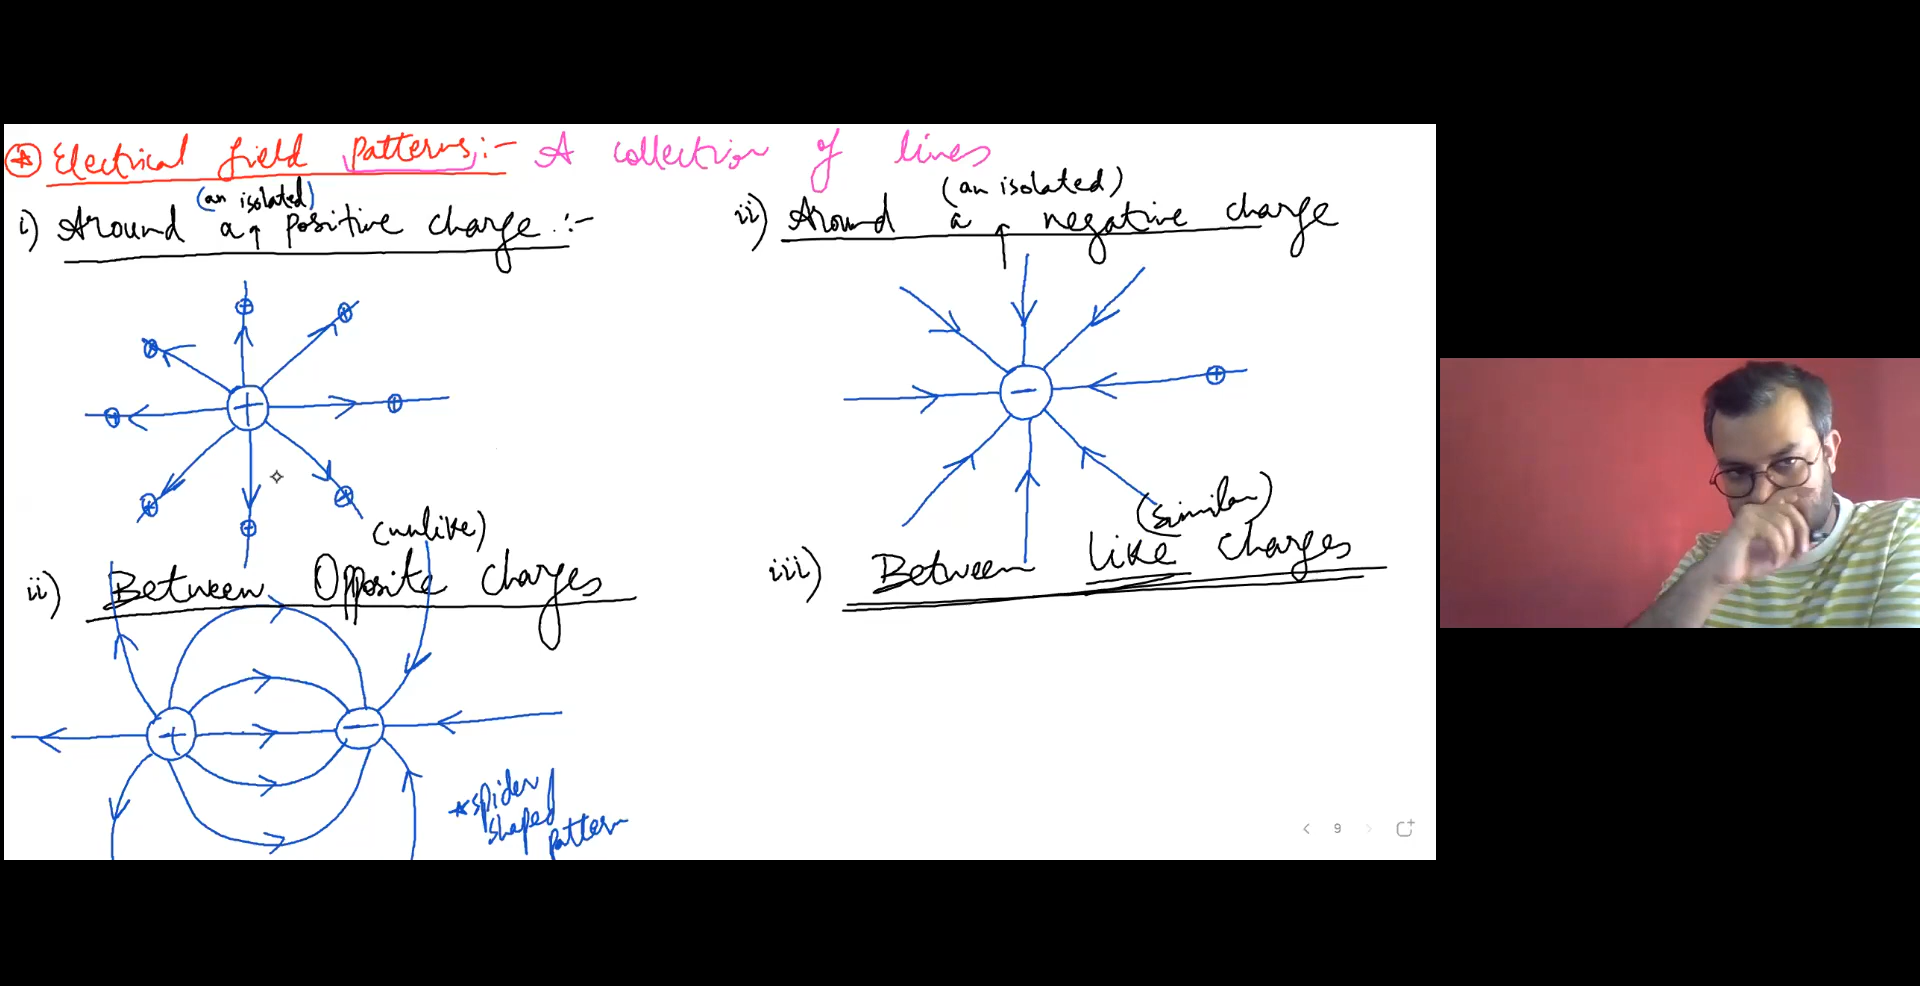 Electrical field patterns:- A collection of lines
(an isolated)
i) Around a positive charge :-
(an isolated)
ii) Around a negative charge
(unlike)
ii) Between Opposite charges
(similar)
iii) Between like charges
*spider
shaped
pattern
9